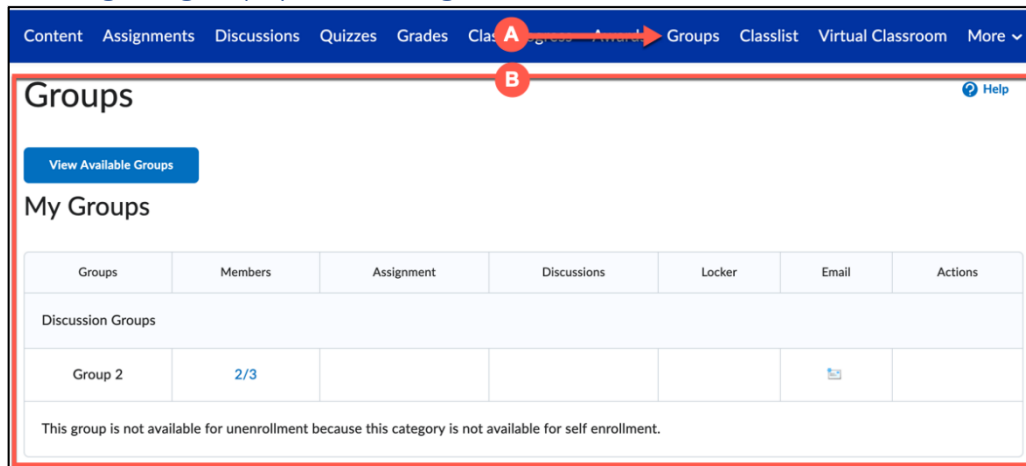 Content Assignments Discussions Quizzes Grades A Groups Classlist Virtual Classroom More
B
Groups
Help
View Available Groups
My Groups
Groups Members Assignment Discussions Locker Email Actions
Discussion Groups
Group 2 2/3
This group is not available for unenrollment because this category is not available for self enrollment.